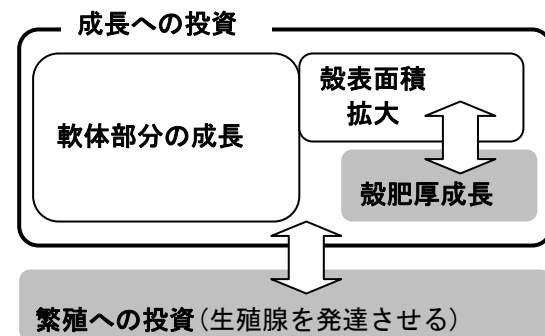 成長への投資
殻表面積
拡大
軟体部分の成長
殻肥厚成長
繁殖への投資(生殖腺を発達させる)